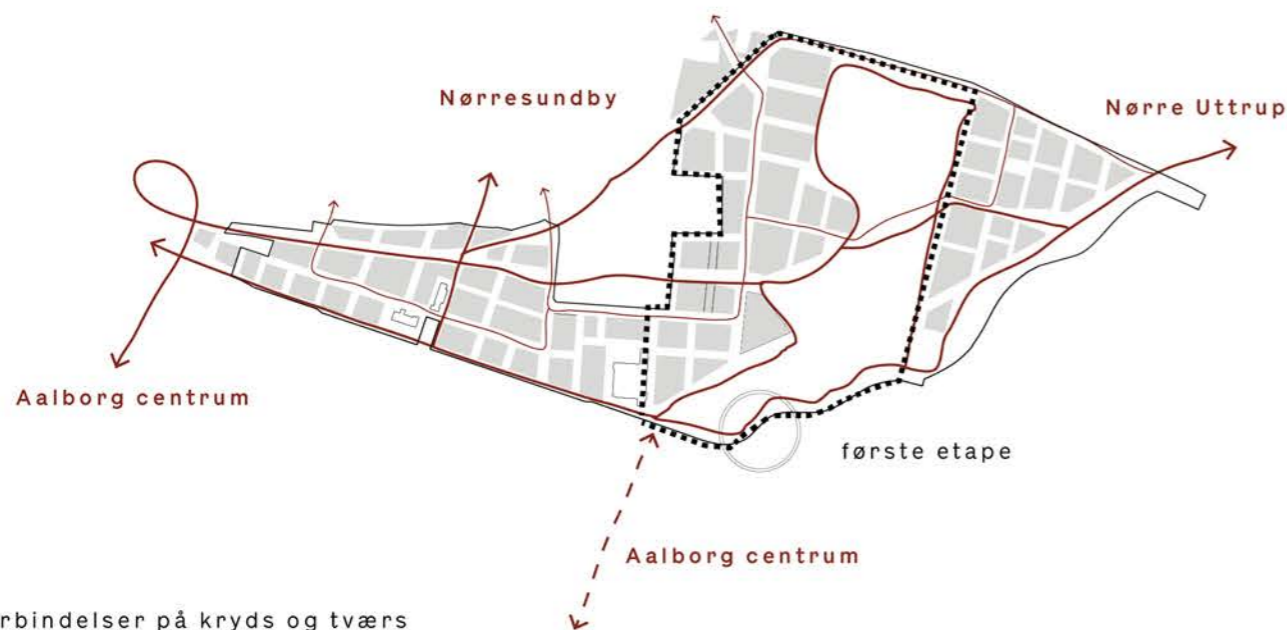 Nørresundby
Nørre Uttrup
Aalborg centrum
første etape
Aalborg centrum
rbindelser på kryds og tværs